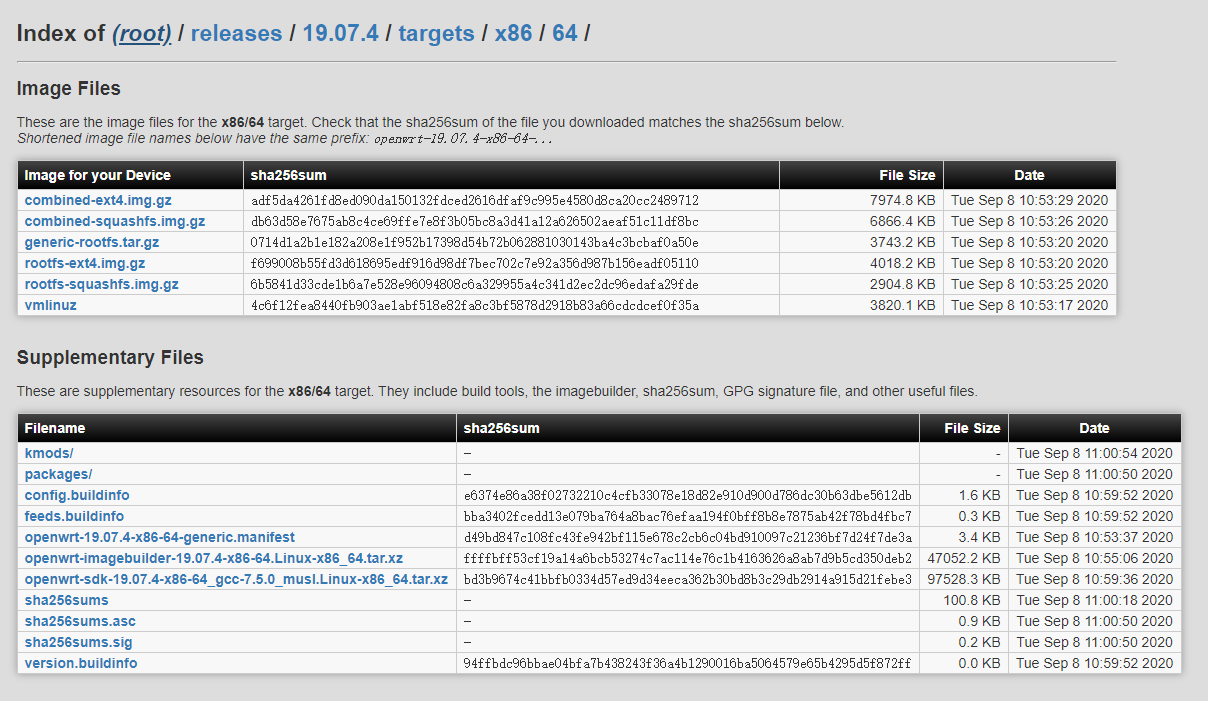 Index of (root) / releases / 19.07.4 / targets / x86 / 64 /
Image Files
These are the image files for the x86/64 target. Check that the sha256sum of the file you downloaded matches the sha256sum below.
Shortened image file names below have the same prefix: openwrt-19.07.4-x86-64-...
Image for your Device sha256sum File Size Date
combined-ext4.img.gz adf5da4261fd8ed090da150132fdced2616dfaf9c995e4580d8ca20cc2489712 7974.8 KB Tue Sep 8 10:53:29 2020
combined-squashfs.img.gz db63d58e7675ab8c4ce69ffe7e8f3b05bc8a3d41a12a626502aeaf51c11df8bc 6866.4 KB Tue Sep 8 10:53:26 2020
generic-rootfs.tar.gz 0714d1a2b1e182a208e1f952b17398d54b72b062881030143ba4c3bcbaf0a50e 3743.2 KB Tue Sep 8 10:53:20 2020
rootfs-ext4.img.gz f699008b55fd3d618695edf916d98df7bec702c7e92a356d987b156eadf05110 4018.2 KB Tue Sep 8 10:53:20 2020
rootfs-squashfs.img.gz 6b5841d33cde1b6a7e528e96094808c6a329955a4c341d2ec2dc96edafa29fde 2904.8 KB Tue Sep 8 10:53:25 2020
vmlinuz 4c6f12fea8440fb903ae1abf518e82fa8c3bf5878d2918b83a66cdcdcef0f35a 3820.1 KB Tue Sep 8 10:53:17 2020
Supplementary Files
These are supplementary resources for the x86/64 target. They include build tools, the imagebuilder, sha256sum, GPG signature file, and other useful files.
Filename sha256sum File Size Date
kmods/ – - Tue Sep 8 11:00:54 2020
packages/ – - Tue Sep 8 11:00:50 2020
config.buildinfo e6374e86a38f02732210c4cfb33078e18d82e910d900d786dc30b63dbe5612db 1.6 KB Tue Sep 8 10:59:52 2020
feeds.buildinfo bba3402fcedd13e079ba764a8bac76efaa194f0bff8b8e7875ab42f78bd4fbc7 0.3 KB Tue Sep 8 10:59:52 2020
openwrt-19.07.4-x86-64-generic.manifest d49bd847c108fc43fe942bf115e678c2cb6c04bd910097c21236bf7d24f7de3a 3.4 KB Tue Sep 8 10:53:37 2020
openwrt-imagebuilder-19.07.4-x86-64.Linux-x86_64.tar.xz ffffbff53cf19a14a6bcb53274c7ac114e76c1b4163626a8ab7d9b5cd350deb2 47052.2 KB Tue Sep 8 10:55:06 2020
openwrt-sdk-19.07.4-x86-64_gcc-7.5.0_musl.Linux-x86_64.tar.xz bd3b9674c41bbfb0334d57ed9d34eeca362b30bd8b3c29db2914a915d21febe3 97528.3 KB Tue Sep 8 10:59:36 2020
sha256sums – 100.8 KB Tue Sep 8 11:00:18 2020
sha256sums.asc – 0.9 KB Tue Sep 8 11:00:50 2020
sha256sums.sig – 0.2 KB Tue Sep 8 11:00:50 2020
version.buildinfo 94ffbdc96bbae04bfa7b438243f36a4b1290016ba5064579e65b4295d5f872ff 0.0 KB Tue Sep 8 10:59:52 2020